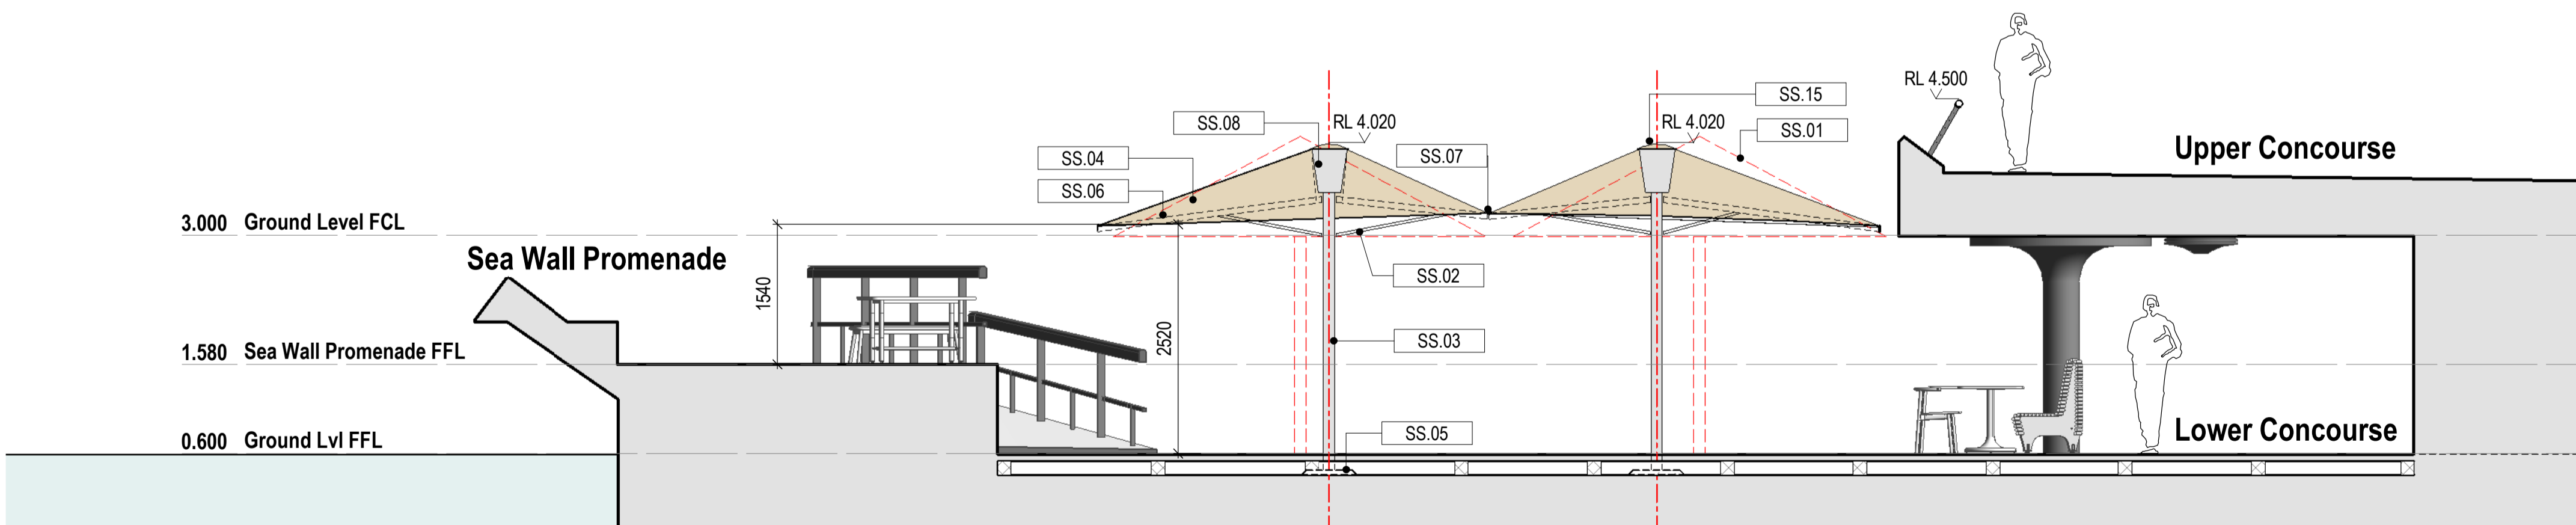 SS.15
RL 4.500
SS.08
RL 4.020
RL 4.020
SS.01
SS.04
SS.07
Upper Concourse
SS.06
3.000 Ground Level FCL
Sea Wall Promenade
SS.02
1540
2520
SS.03
1.580 Sea Wall Promenade FFL
0.600 Ground Lvl FFL
SS.05
Lower Concourse